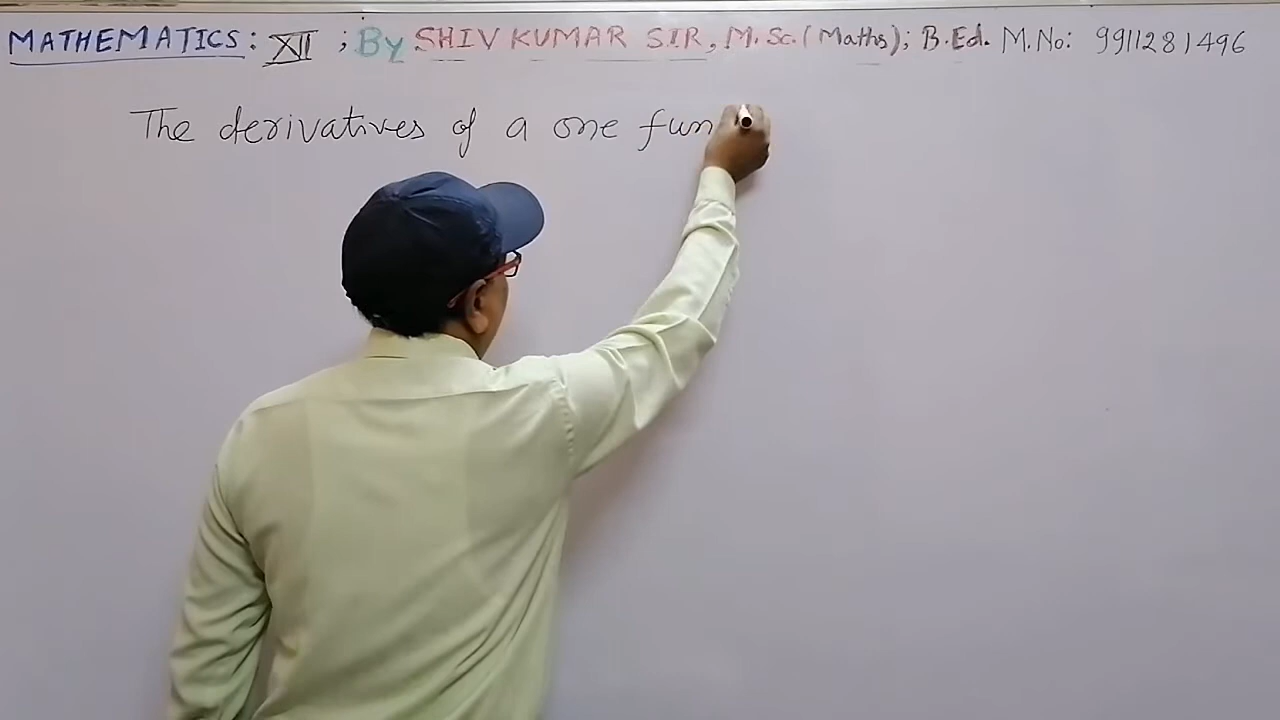 MATHEMATICS: XII ; By SHIV KUMAR SIR, M.Sc.(Maths); B.Ed. M.No: 9911281496
The derivatives of a one fun